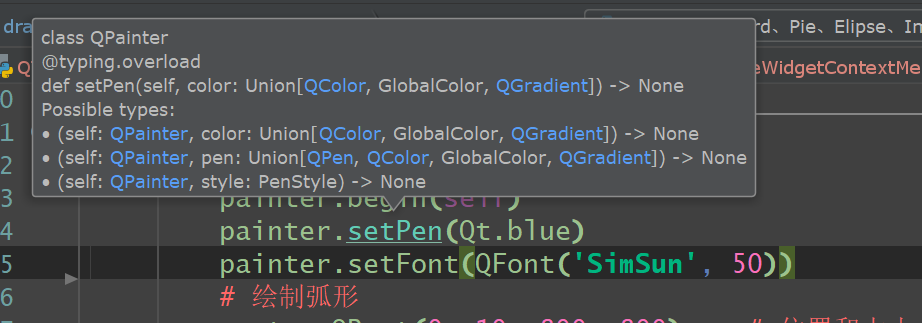 dra
rd、Pie、Elipse、In
class QPainter
@typing.overload
def setPen(self, color: Union[QColor, GlobalColor, QGradient]) -> None
Possible types:
• (self: QPainter, color: Union[QColor, GlobalColor, QGradient]) -> None
• (self: QPainter, pen: Union[QPen, QColor, GlobalColor, QGradient]) -> None
• (self: QPainter, style: PenStyle) -> None
Q
eWidgetContextMe
0
1
2
3 painter.begin(self)
4 painter.setPen(Qt.blue)
5 painter.setFont(QFont('SimSun', 50))
6 # 绘制弧形